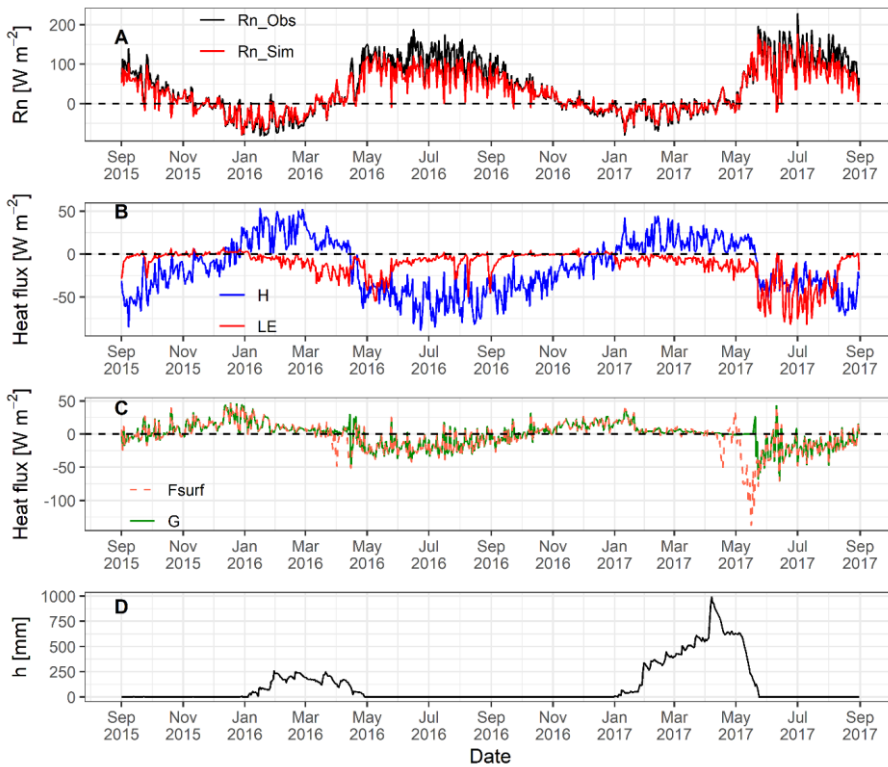 A
Rn_Obs
Rn_Sim
Rn [W m⁻²]
100
0
Sep Nov Jan Mar May Jul Sep Nov Jan Mar May Jul Sep
2015 2015 2016 2016 2016 2016 2016 2016 2017 2017 2017 2017 2017
B
Heat flux [W m⁻²]
50
0
-50
H
LE
Sep Nov Jan Mar May Jul Sep Nov Jan Mar May Jul Sep
2015 2015 2016 2016 2016 2016 2016 2016 2017 2017 2017 2017 2017
C
Heat flux [W m⁻²]
50
0
-50
-100
Fsurf
G
Sep Nov Jan Mar May Jul Sep Nov Jan Mar May Jul Sep
2015 2015 2016 2016 2016 2016 2016 2016 2017 2017 2017 2017 2017
D
h [mm]
1000
750
500
250
0
Sep Nov Jan Mar May Jul Sep Nov Jan Mar May Jul Sep
2015 2015 2016 2016 2016 2016 2016 2016 2017 2017 2017 2017 2017
Date